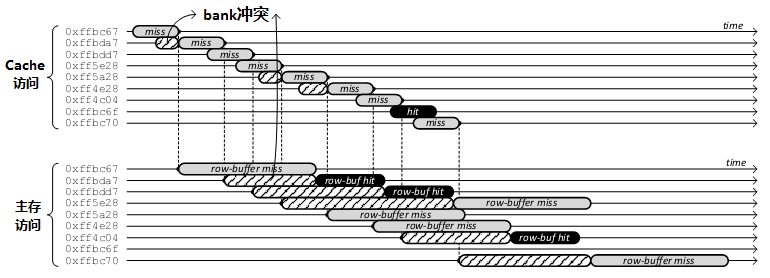 bank冲突
time
0xffbc67 miss
0xffbda7 miss
0xffbdd7 miss
0xff5e28 miss
0xff5a28 miss
0xff4e28 miss
0xff4c04 miss
0xffbc6f hit
0xffbc70 miss
Cache
访问
time
0xffbc67 row-buffer miss
0xffbda7 row-buf hit
0xffbdd7 row-buf hit
0xff5e28 row-buffer miss
0xff5a28 row-buffer miss
0xff4e28 row-buffer miss
0xff4c04 row-buf hit
0xffbc6f
0xffbc70 row-buffer miss
主存
访问